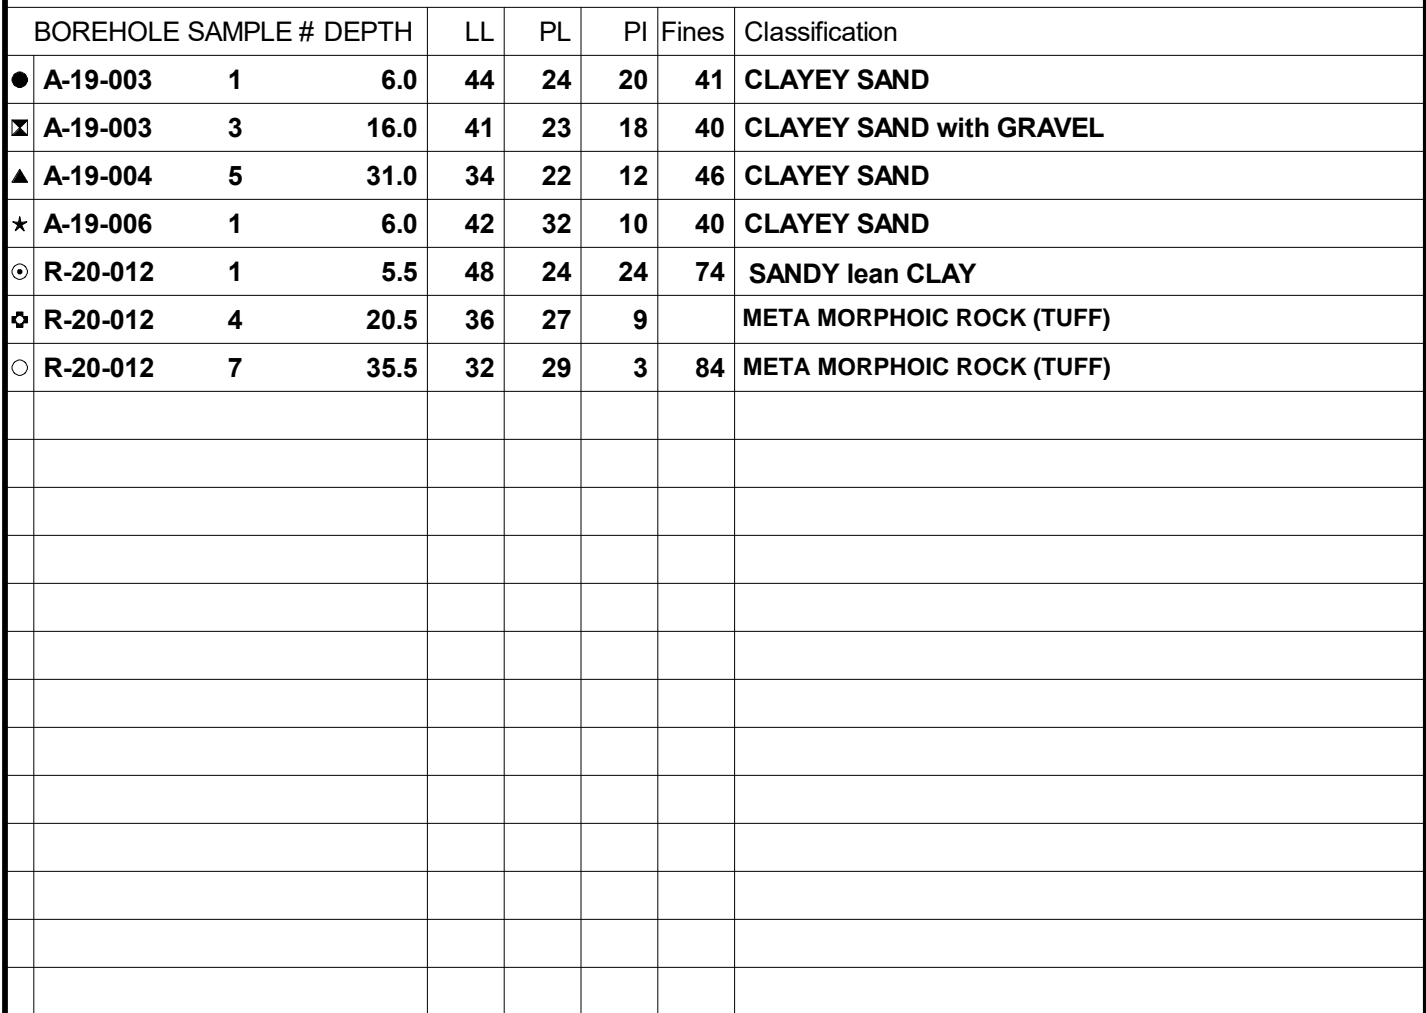 BOREHOLE SAMPLE # DEPTH LL PL PI Fines Classification
A-19-003 1 6.0 44 24 20 41 CLAYEY SAND
A-19-003 3 16.0 41 23 18 40 CLAYEY SAND with GRAVEL
A-19-004 5 31.0 34 22 12 46 CLAYEY SAND
A-19-006 1 6.0 42 32 10 40 CLAYEY SAND
R-20-012 1 5.5 48 24 24 74 SANDY lean CLAY
R-20-012 4 20.5 36 27 9 META MORPHOIC ROCK (TUFF)
R-20-012 7 35.5 32 29 3 84 META MORPHOIC ROCK (TUFF)